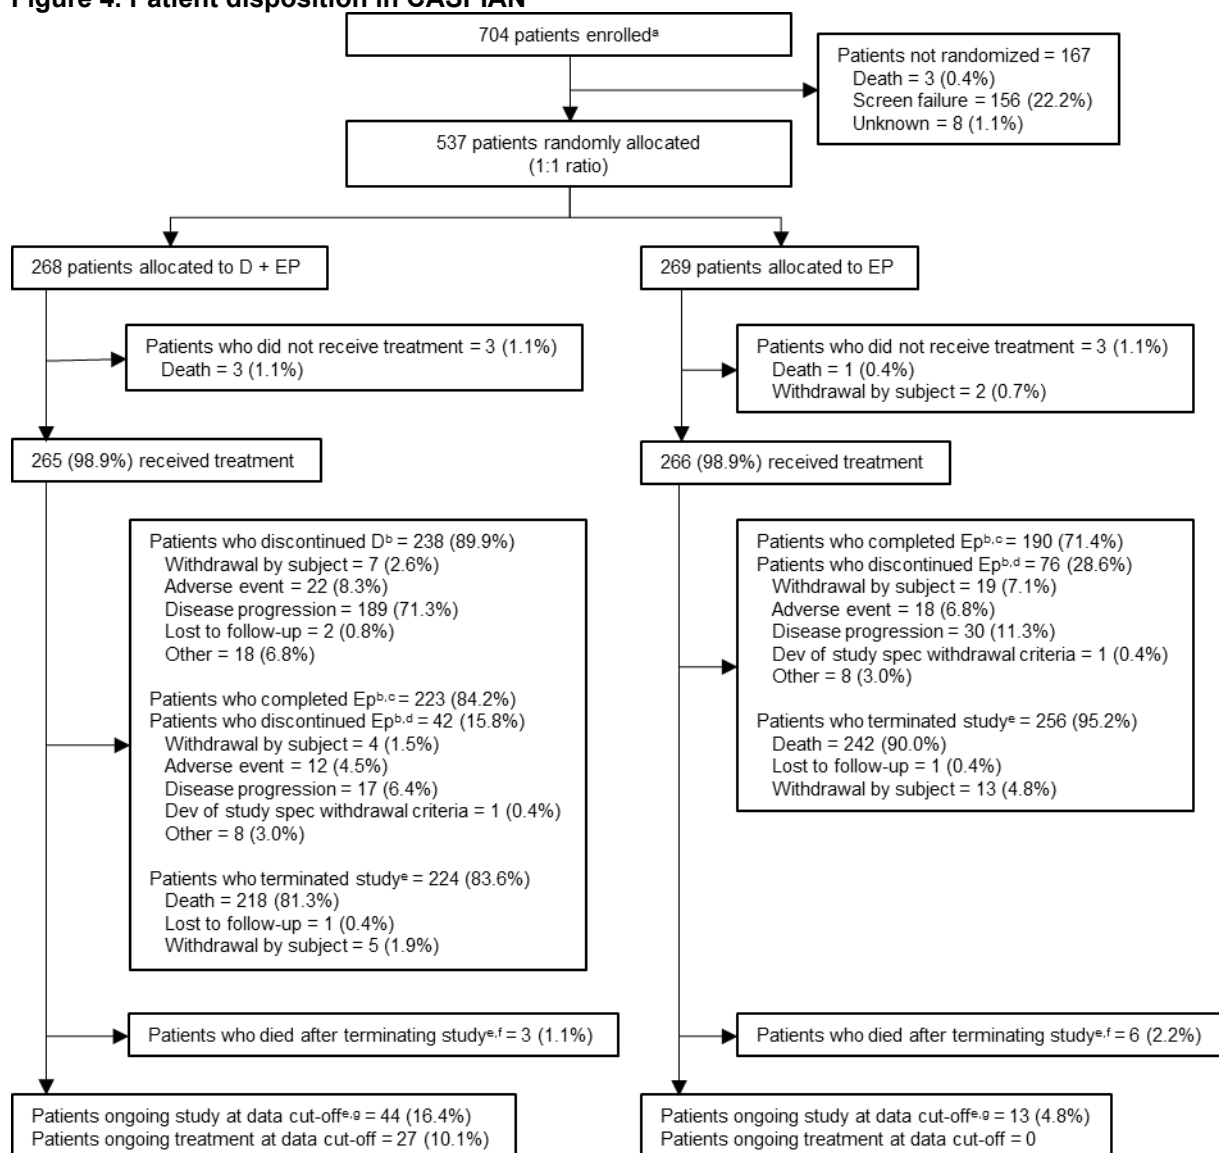 Figure 4. Patient disposition in CASPIAN
704 patients enrolledᵃ
Patients not randomized = 167
Death = 3 (0.4%)
Screen failure = 156 (22.2%)
Unknown = 8 (1.1%)
537 patients randomly allocated
(1:1 ratio)
268 patients allocated to D + EP
269 patients allocated to EP
Patients who did not receive treatment = 3 (1.1%)
Death = 3 (1.1%)
Patients who did not receive treatment = 3 (1.1%)
Death = 1 (0.4%)
Withdrawal by subject = 2 (0.7%)
265 (98.9%) received treatment
266 (98.9%) received treatment
Patients who discontinued Dᵇ = 238 (89.9%)
Withdrawal by subject = 7 (2.6%)
Adverse event = 22 (8.3%)
Disease progression = 189 (71.3%)
Lost to follow-up = 2 (0.8%)
Other = 18 (6.8%)
Patients who completed Epᵇ,ᶜ = 223 (84.2%)
Patients who discontinued Epᵇ,ᵈ = 42 (15.8%)
Withdrawal by subject = 4 (1.5%)
Adverse event = 12 (4.5%)
Disease progression = 17 (6.4%)
Dev of study spec withdrawal criteria = 1 (0.4%)
Other = 8 (3.0%)
Patients who terminated studyᵉ = 224 (83.6%)
Death = 218 (81.3%)
Lost to follow-up = 1 (0.4%)
Withdrawal by subject = 5 (1.9%)
Patients who completed Epᵇ,ᶜ = 190 (71.4%)
Patients who discontinued Epᵇ,ᵈ = 76 (28.6%)
Withdrawal by subject = 19 (7.1%)
Adverse event = 18 (6.8%)
Disease progression = 30 (11.3%)
Dev of study spec withdrawal criteria = 1 (0.4%)
Other = 8 (3.0%)
Patients who terminated studyᵉ = 256 (95.2%)
Death = 242 (90.0%)
Lost to follow-up = 1 (0.4%)
Withdrawal by subject = 13 (4.8%)
Patients who died after terminating studyᵉ,ᶠ = 3 (1.1%)
Patients who died after terminating studyᵉ,ᶠ = 6 (2.2%)
Patients ongoing study at data cut-offᵉ,ᵍ = 44 (16.4%)
Patients ongoing treatment at data cut-off = 27 (10.1%)
Patients ongoing study at data cut-offᵉ,ᵍ = 13 (4.8%)
Patients ongoing treatment at data cut-off = 0